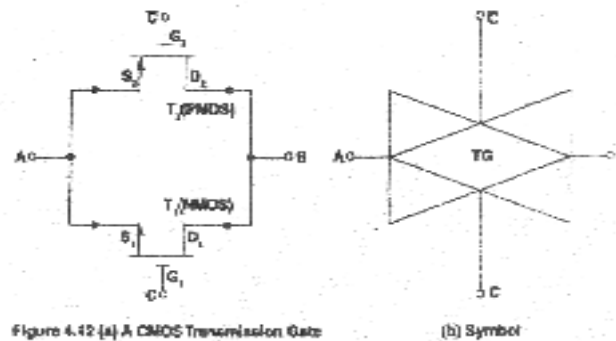 C̅
G₂
S₂ D₂
T₂(PMOS)
A
B
T₁(NMOS)
S₁ D₁
G₁
C
C̅
A
TG
C
Figure 4.12 (a) A CMOS Transmission Gate
(b) Symbol